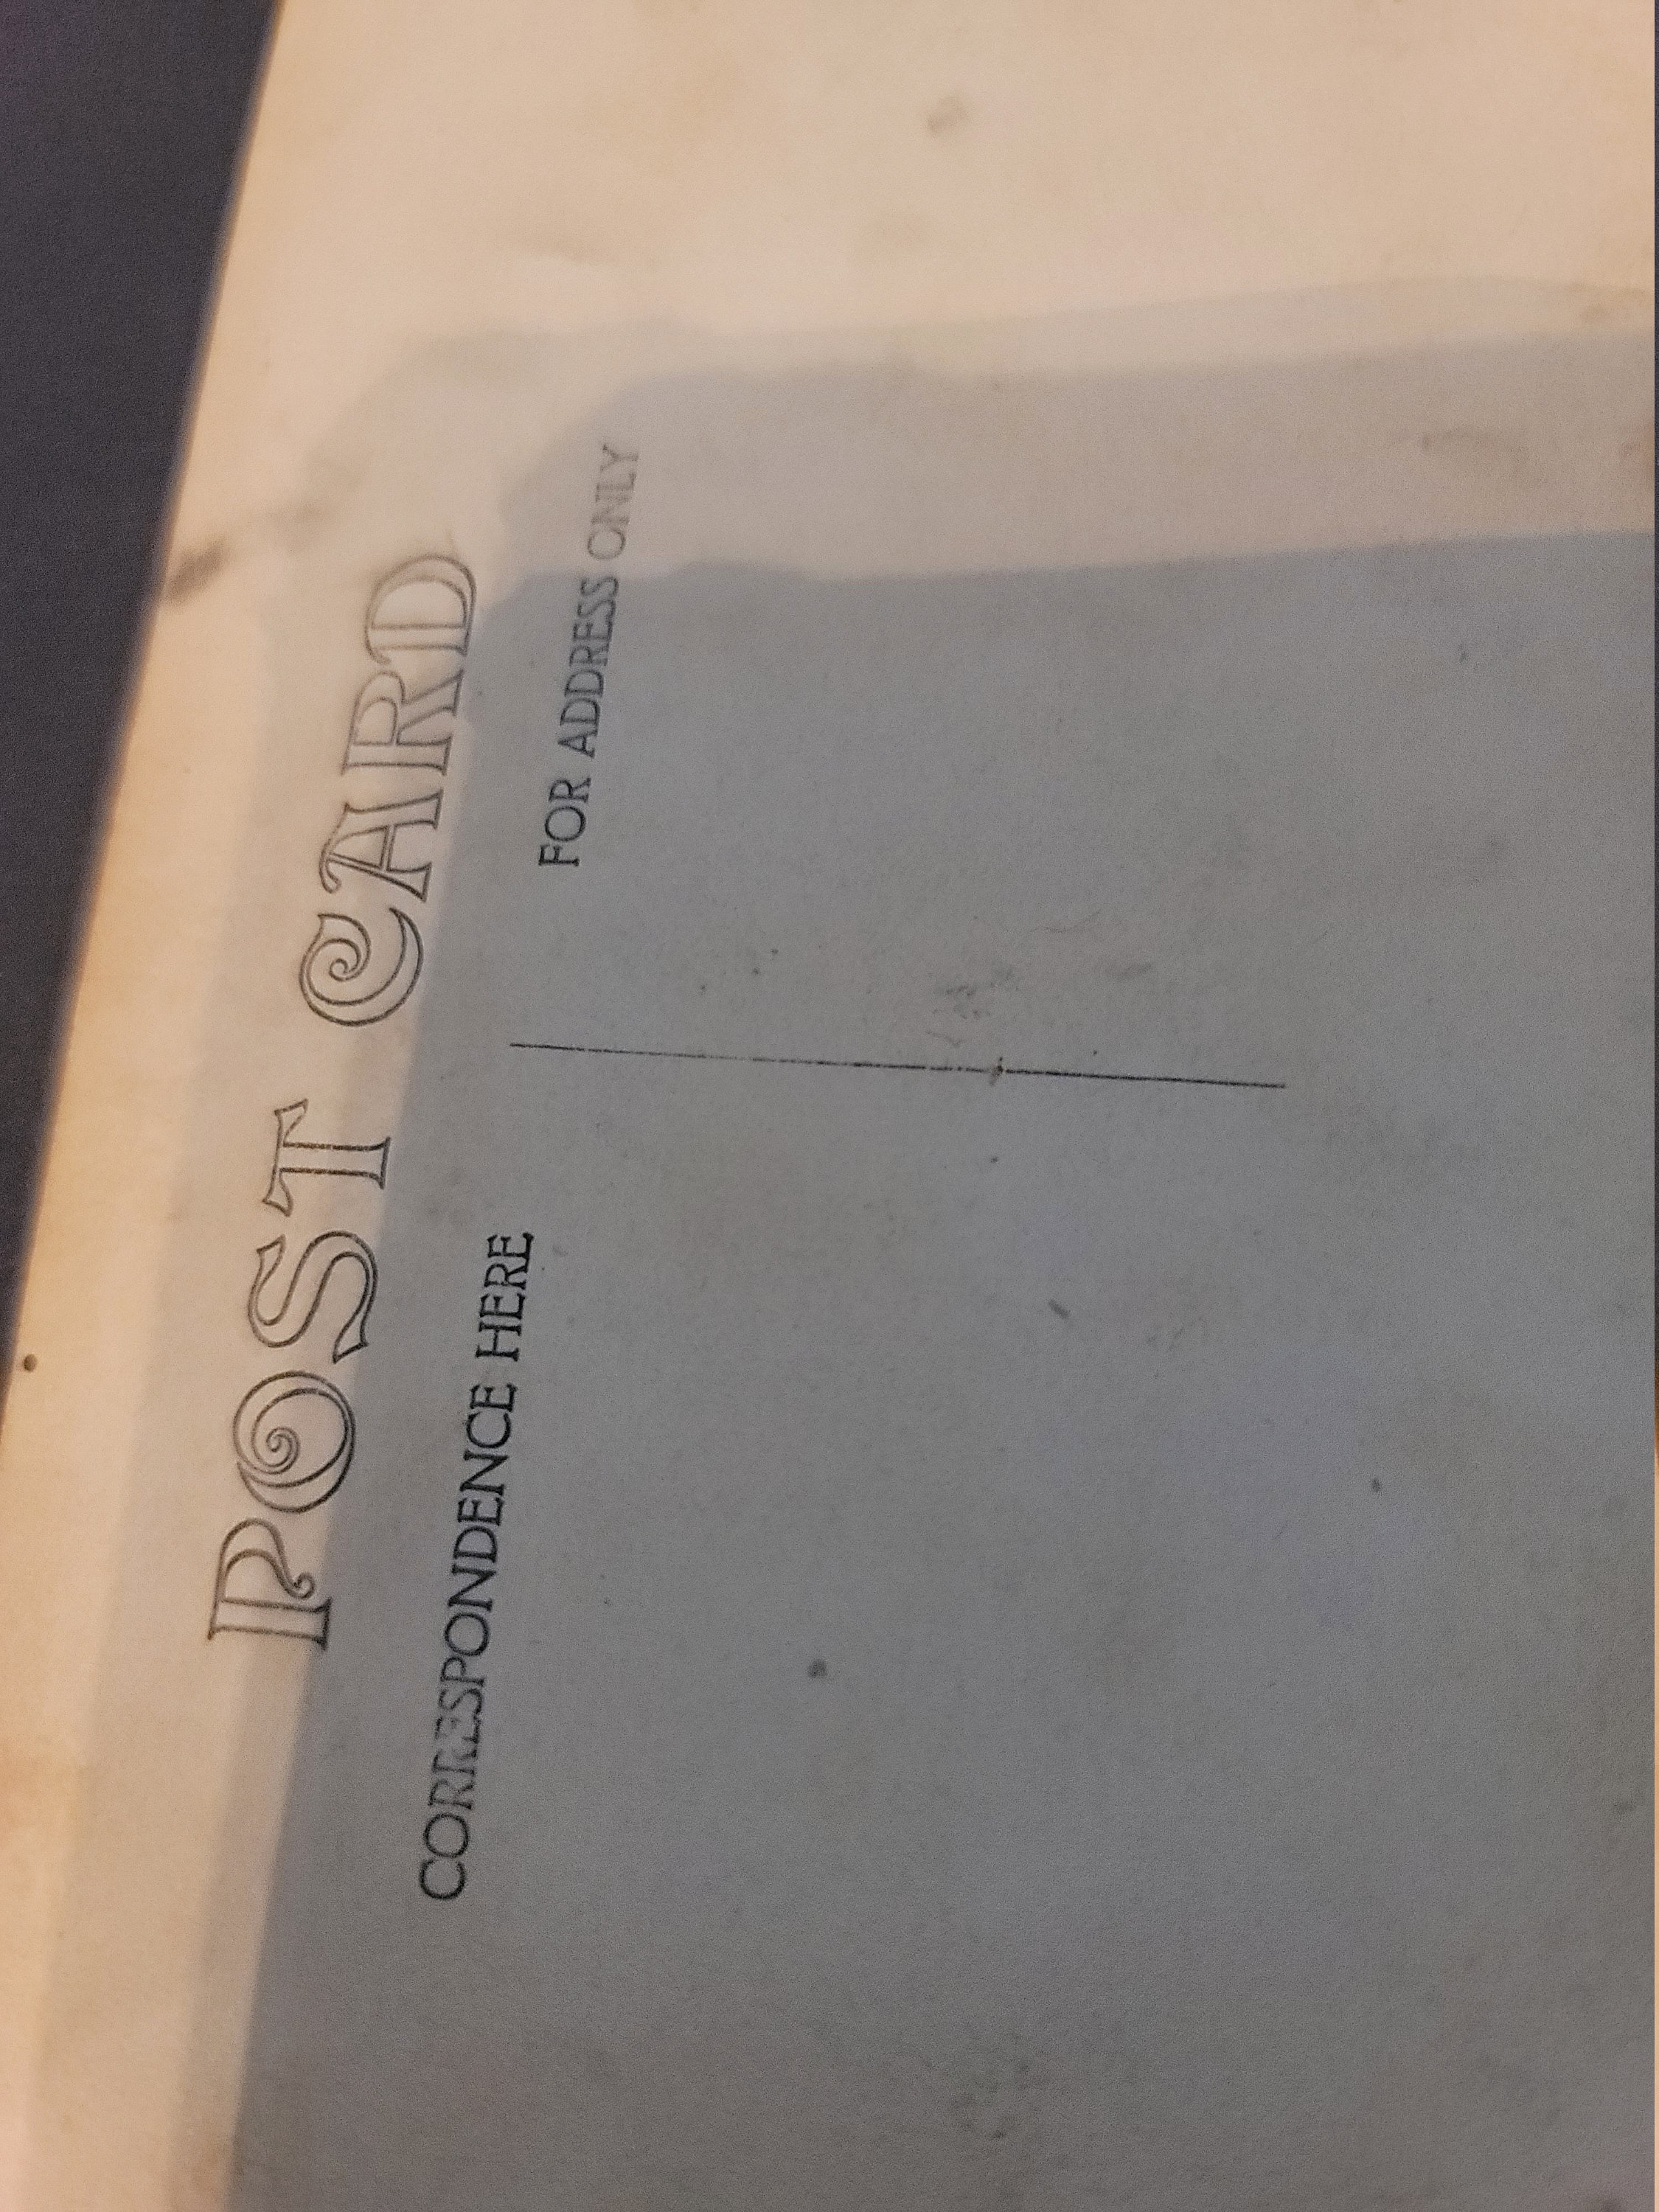 POST CARD
CORRESPONDENCE HERE
FOR ADDRESS ONLY